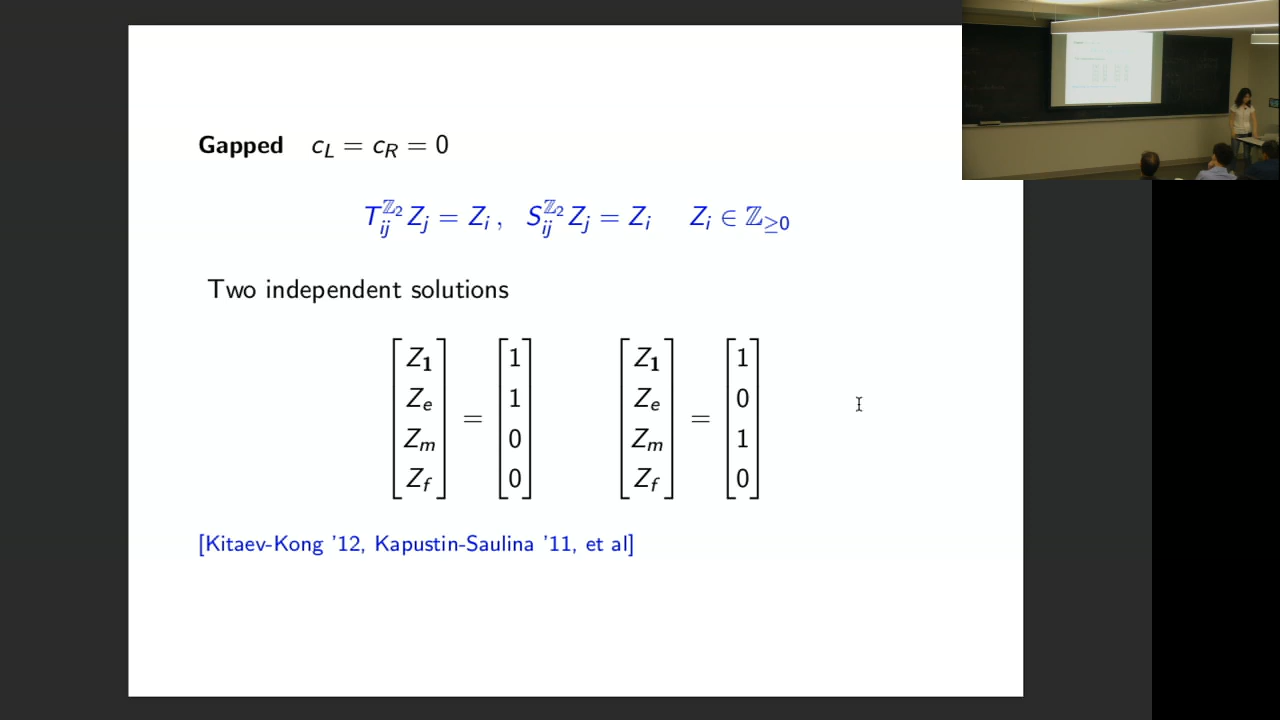 Gapped c_L = c_R = 0
T_{ij}^{ℤ_2} Z_j = Z_i , S_{ij}^{ℤ_2} Z_j = Z_i Z_i ∈ ℤ_{≥0}
Two independent solutions
[Z_1 Z_e Z_m Z_f] = [1 1 0 0] [Z_1 Z_e Z_m Z_f] = [1 0 1 0]
[Kitaev-Kong '12, Kapustin-Saulina '11, et al]